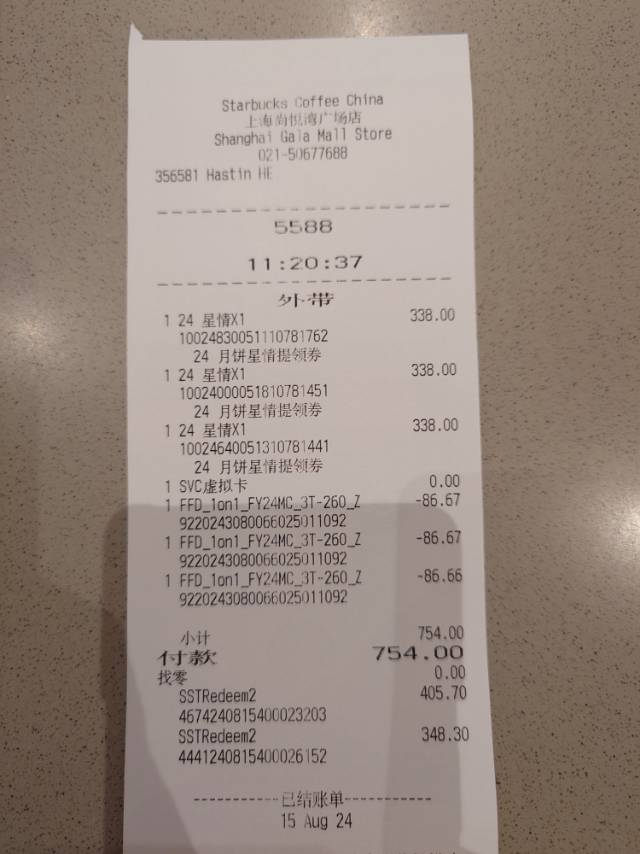 Starbucks Coffee China
上海尚悦湾广场店
Shanghai Gala Mall Store
021-50677688
356581 Hastin HE
5588
11:20:37
外带
1 24 星情X1 338.00
10024830051110781762
24 月饼星情提领券
1 24 星情X1 338.00
10024000051810781451
24 月饼星情提领券
1 24 星情X1 338.00
10024640051310781441
24 月饼星情提领券
1 SVC虚拟卡 0.00
1 FFD_1on1_FY24MC_3T-260_Z -86.67
9220243080066025011092
1 FFD_1on1_FY24MC_3T-260_Z -86.67
9220243080066025011092
1 FFD_1on1_FY24MC_3T-260_Z -86.66
9220243080066025011092
小计 754.00
付款 754.00
找零 0.00
SSTRedeem2 405.70
4674240815400023203
SSTRedeem2 348.30
4441240815400026152
-----------已结账单-----------
15 Aug 24